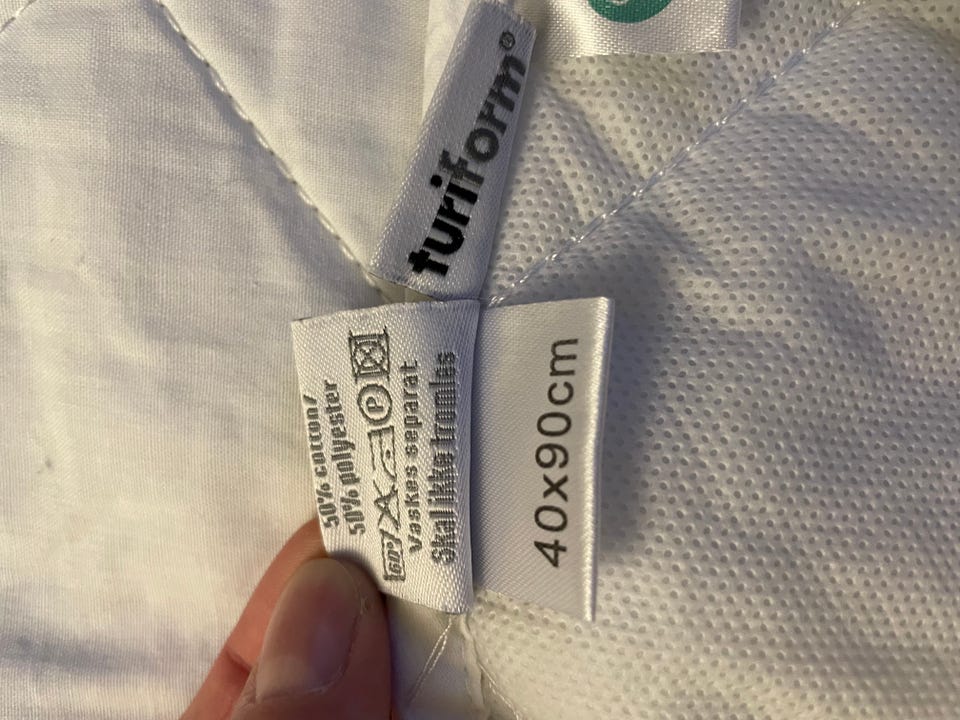 turiform®
50% cotton/
50% polyester
60° P
Vaskes separat
Skal ikke tromles
40x90cm